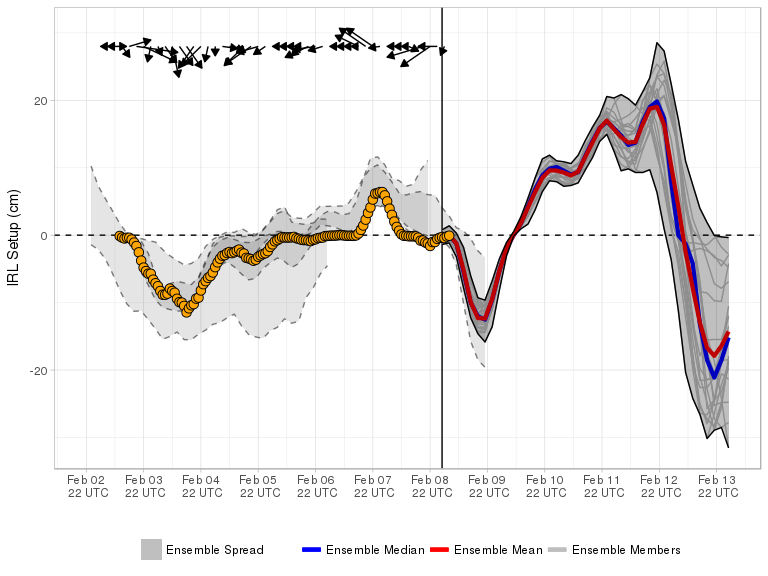 IRL Setup (cm)
20
0
-20
Feb 02 Feb 03 Feb 04 Feb 05 Feb 06 Feb 07 Feb 08 Feb 09 Feb 10 Feb 11 Feb 12 Feb 13
22 UTC 22 UTC 22 UTC 22 UTC 22 UTC 22 UTC 22 UTC 22 UTC 22 UTC 22 UTC 22 UTC 22 UTC
Ensemble Spread Ensemble Median Ensemble Mean Ensemble Members